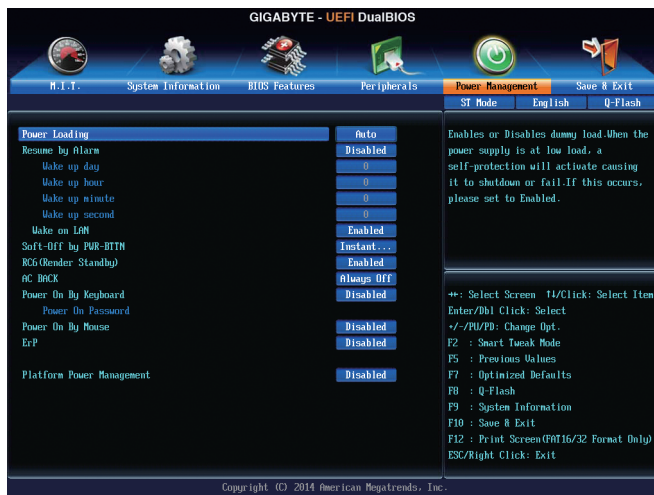 GIGABYTE - UEFI DualBIOS
M.I.T. System Information BIOS Features Peripherals Power Management Save & Exit
ST Mode English Q-Flash
Power Loading Auto
Resume by Alarm Disabled
Wake up day 0
Wake up hour 0
Wake up minute 0
Wake up second 0
Wake on LAN Enabled
Soft-Off by PWR-BTTN Instant...
RC6(Render Standby) Enabled
AC BACK Always Off
Power On By Keyboard Disabled
Power On Password
Power On By Mouse Disabled
ErP Disabled
Platform Power Management Disabled
Enables or Disables dummy load.When the
power supply is at low load, a
self-protection will activate causing
it to shutdown or fail.If this occurs,
please set to Enabled.
→←: Select Screen ↑↓/Click: Select Item
Enter/Dbl Click: Select
+/-/PU/PD: Change Opt.
F2 : Smart Tweak Mode
F5 : Previous Values
F7 : Optimized Defaults
F8 : Q-Flash
F9 : System Information
F10 : Save & Exit
F12 : Print Screen(FAT16/32 Format Only)
ESC/Right Click: Exit
Copyright (C) 2014 American Megatrends, Inc.